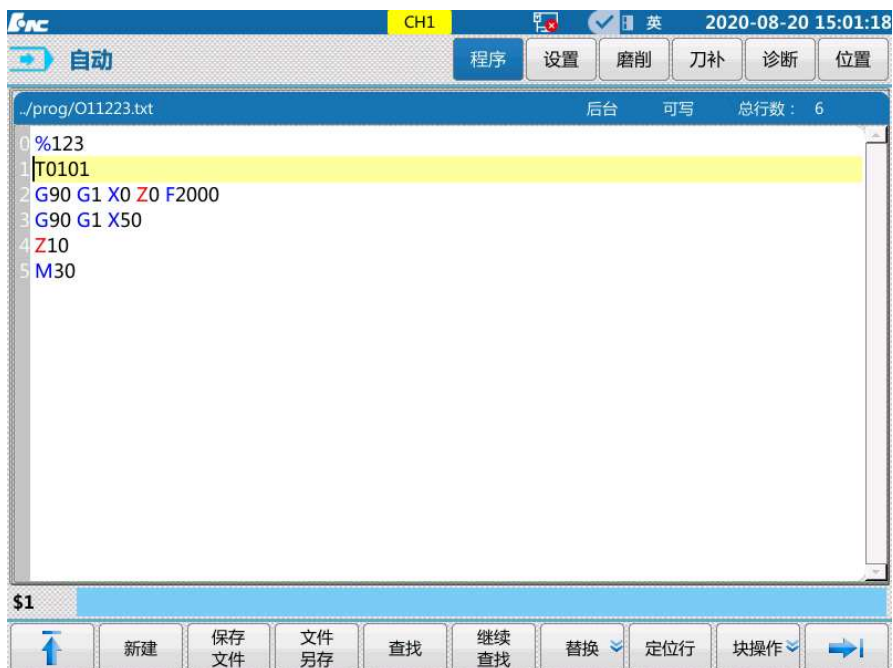 HNC CH1 英 2020-08-20 15:01:18
自动 程序 设置 磨削 刀补 诊断 位置
../prog/O11223.txt 后台 可写 总行数： 6
0 %123
1 T0101
2 G90 G1 X0 Z0 F2000
3 G90 G1 X50
4 Z10
5 M30
$1
新建 保存 文件 查找 继续 替换 定位行 块操作
文件 另存 查找